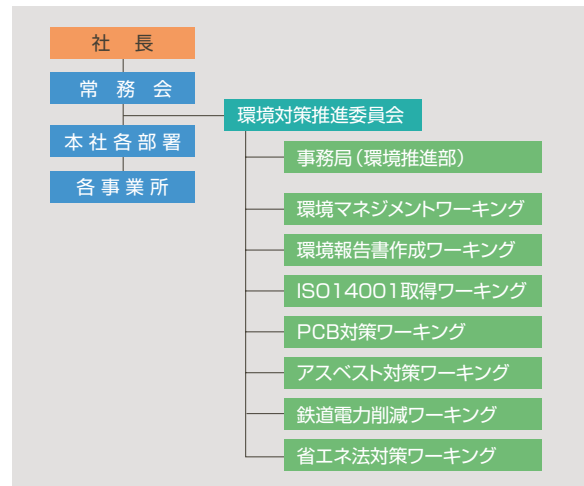 社長
常務会
環境対策推進委員会
本社各部署
事務局(環境推進部)
各事業所
環境マネジメントワーキング
環境報告書作成ワーキング
ISO14001取得ワーキング
PCB対策ワーキング
アスベスト対策ワーキング
鉄道電力削減ワーキング
省エネ法対策ワーキング